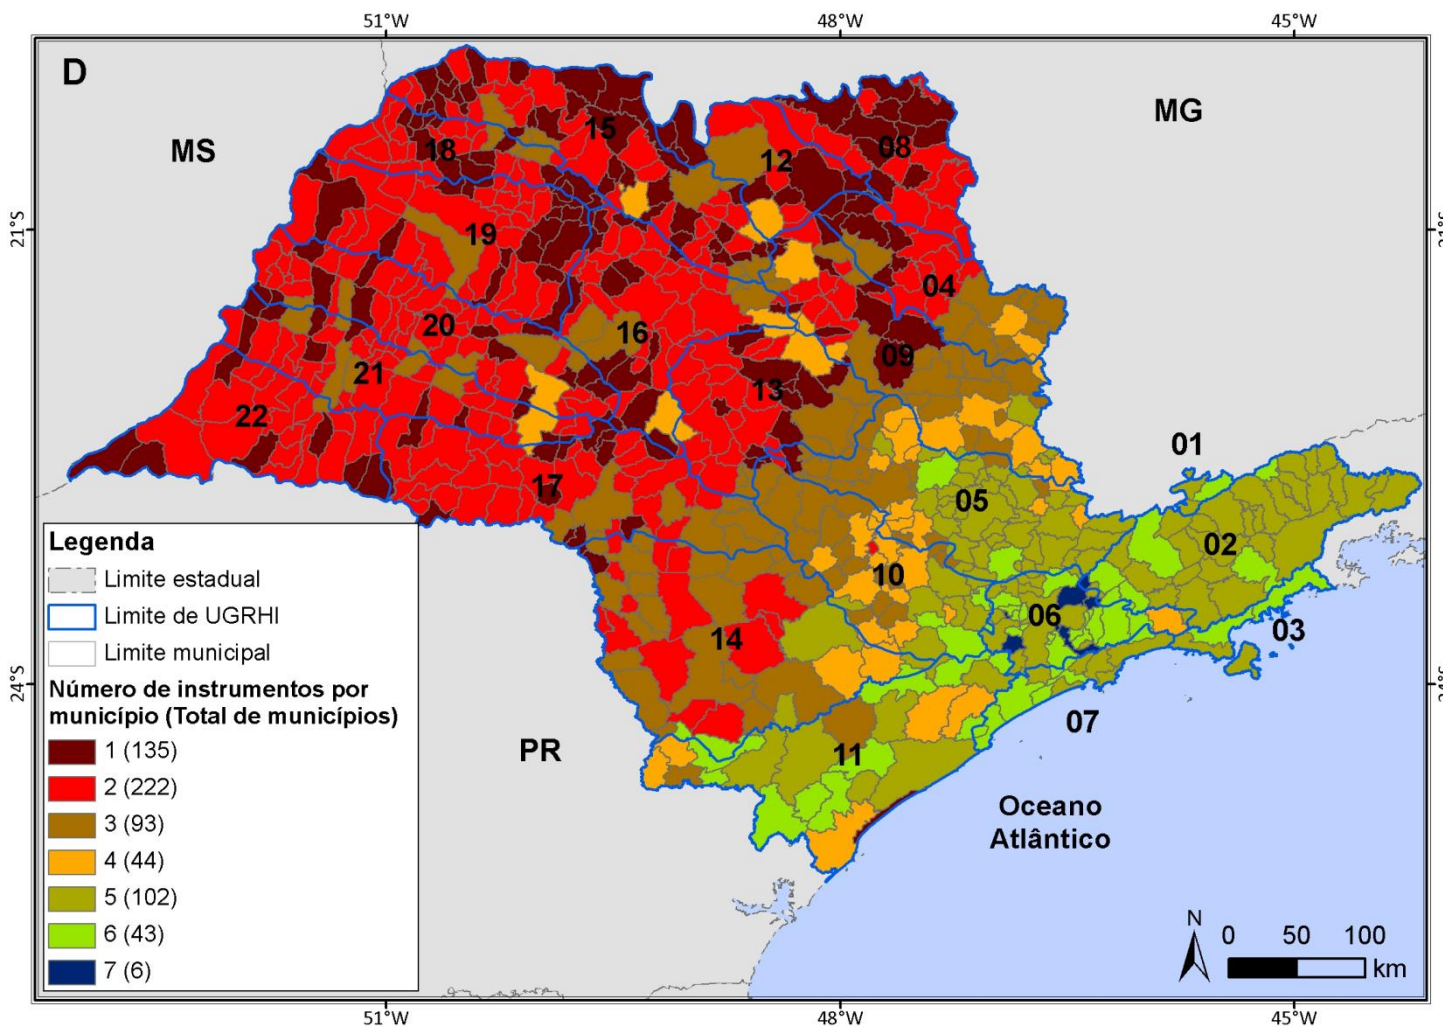 51°W 48°W 45°W
D
MS
MG
15
12
08
18
21°S
19
04
20
16
09
21
13
22
01
17
05
02
10
06
03
14
07
11
24°S
PR
Oceano
Atlântico
Legenda
Limite estadual
Limite de UGRHI
Limite municipal
Número de instrumentos por
município (Total de municípios)
1 (135)
2 (222)
3 (93)
4 (44)
5 (102)
6 (43)
7 (6)
N
0 50 100
km
51°W 48°W 45°W